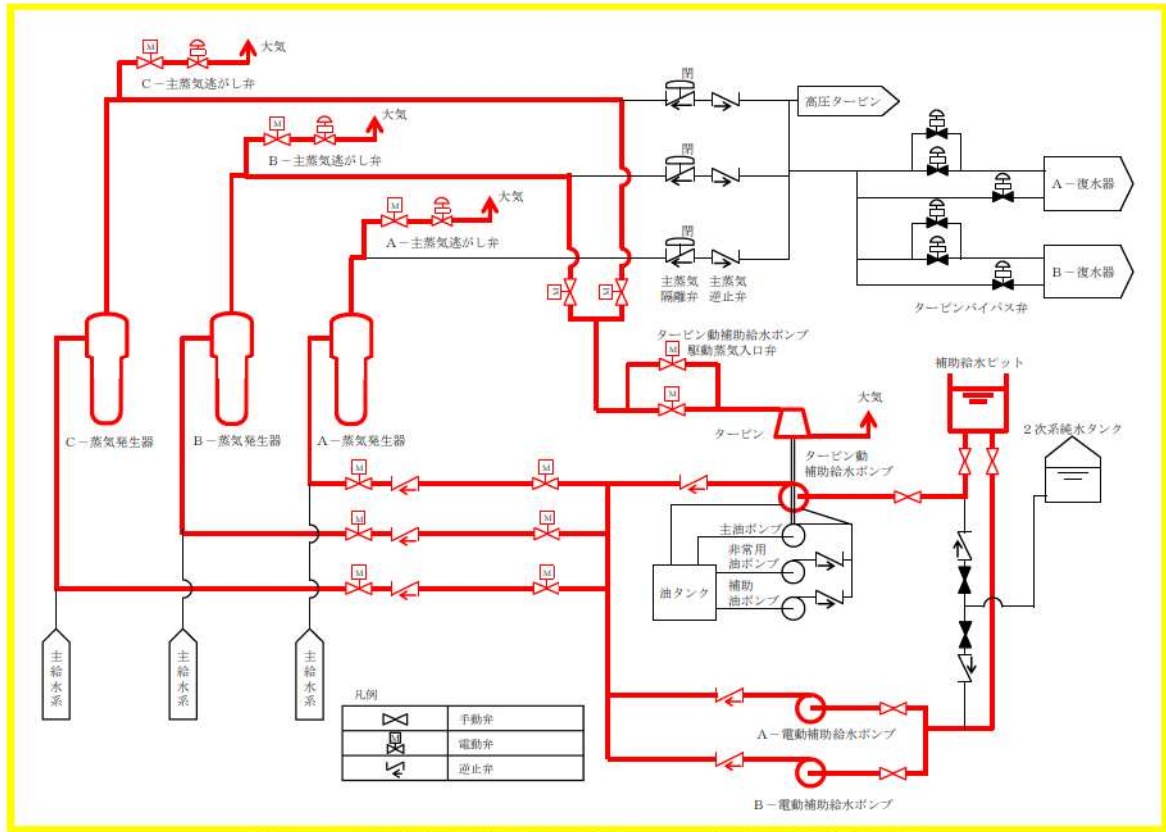 大気
C－主蒸気逃がし弁
大気
B－主蒸気逃がし弁
大気
A－主蒸気逃がし弁
閉
閉
閉
高圧タービン
A－復水器
B－復水器
主蒸気
隔離弁
主蒸気
逆止弁
タービンバイパス弁
M
M
M
M
M
タービン動補助給水ポンプ
駆動蒸気入口弁
M
M
補助給水ピット
大気
タービン
2次系純水タンク
C－蒸気発生器
B－蒸気発生器
A－蒸気発生器
タービン動
補助給水ポンプ
M
M
M
M
M
M
主油ポンプ
非常用
油ポンプ
補助
油ポンプ
油タンク
主給水系
主給水系
主給水系
凡例
手動弁
M
電動弁
逆止弁
A－電動補助給水ポンプ
B－電動補助給水ポンプ